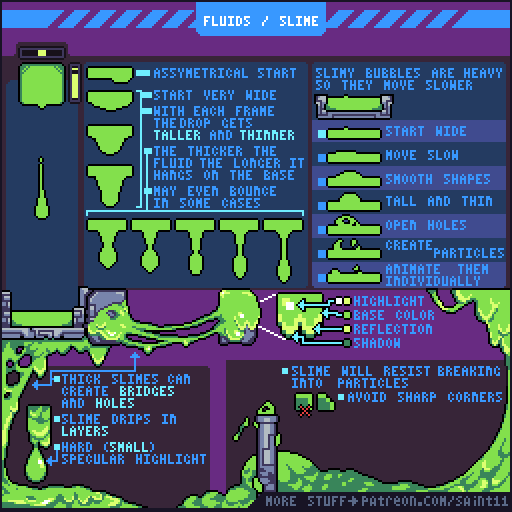 FLUIDS / SLIME
ASSYMETRICAL START
START VERY WIDE
WITH EACH FRAME
THEDROP GETS
TALLER AND THINNER
THE THICKER THE
FLUID THE LONGER IT
HANGS ON THE BASE
MAY EVEN BOUNCE
IN SOME CASES
SLIMY BUBBLES ARE HEAVY
SO THEY MOVE SLOWER
START WIDE
MOVE SLOW
SMOOTH SHAPES
TALL AND THIN
OPEN HOLES
CREATE
PARTICLES
ANIMATE THEM
INDIVIDUALLY
HIGHLIGHT
BASE COLOR
REFLECTION
SHADOW
THICK SLIMES CAN
CREATE BRIDGES
AND HOLES
SLIME DRIPS IN
LAYERS
HARD (SMALL)
SPECULAR HIGHLIGHT
SLIME WILL RESIST BREAKING
INTO PARTICLES
AVOID SHARP CORNERS
MORE STUFF→ PATREON.COM/SAINT11